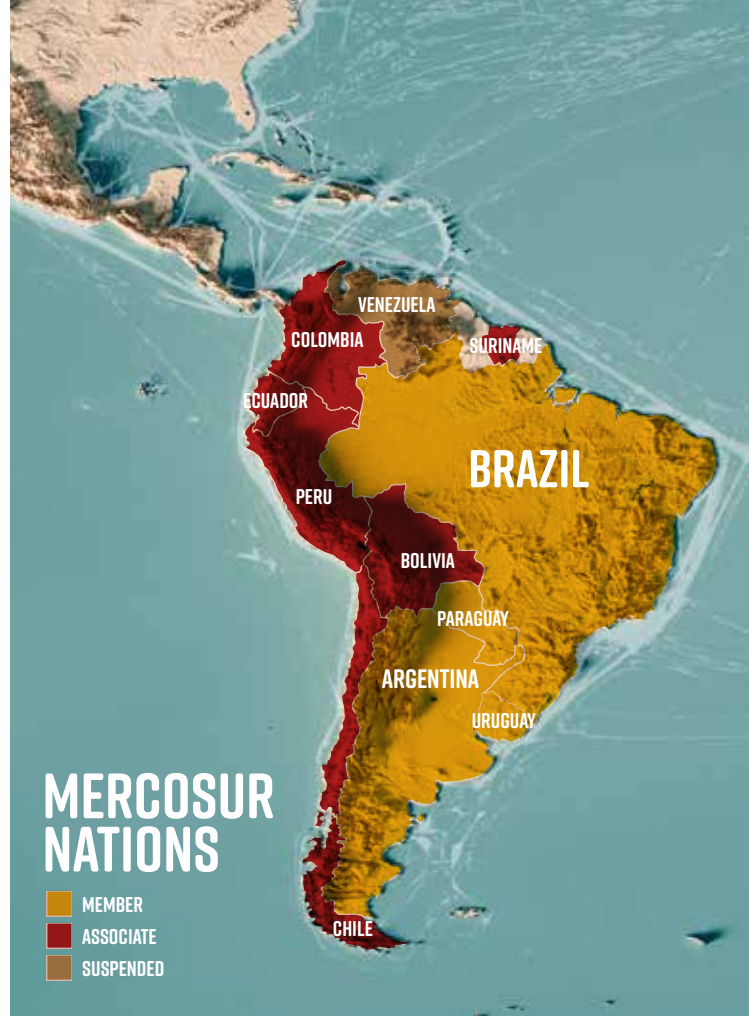 VENEZUELA
COLOMBIA
SURINAME
ECUADOR
BRAZIL
PERU
BOLIVIA
PARAGUAY
ARGENTINA
URUGUAY
MERCOSUR
NATIONS
MEMBER
ASSOCIATE
SUSPENDED
CHILE